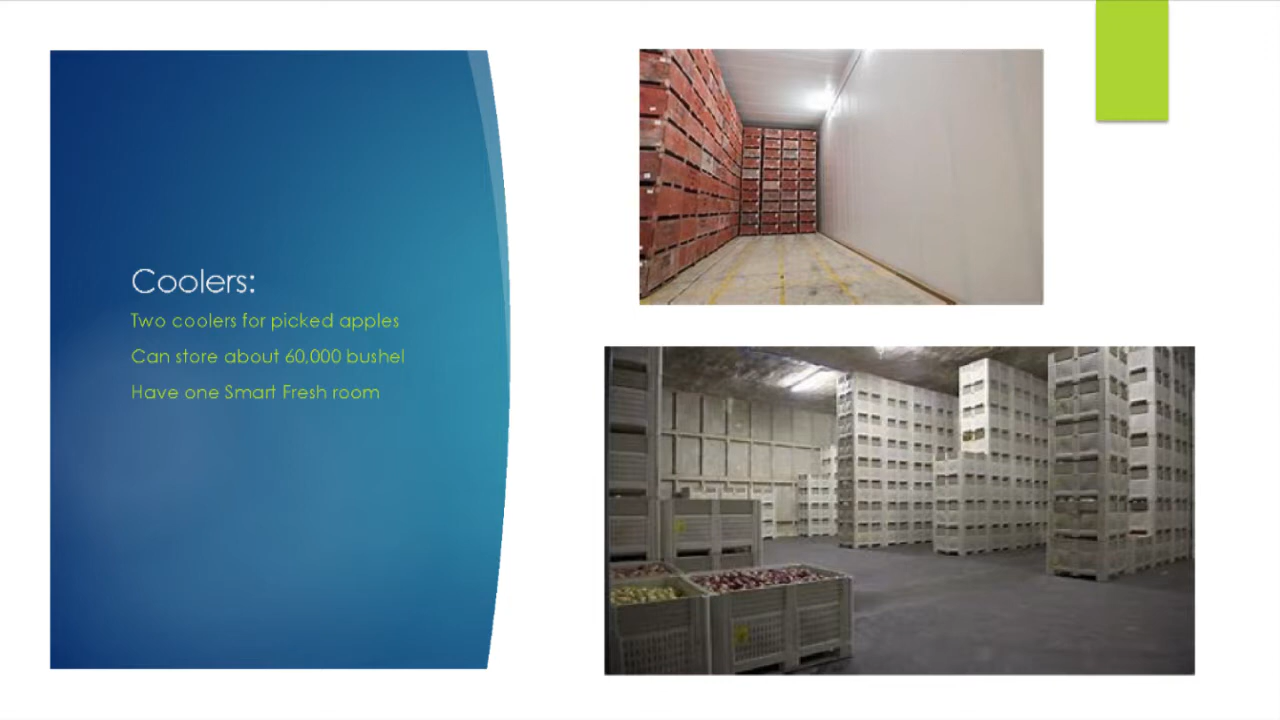 Coolers:
Two coolers for picked apples
Can store about 60,000 bushel
Have one Smart Fresh room